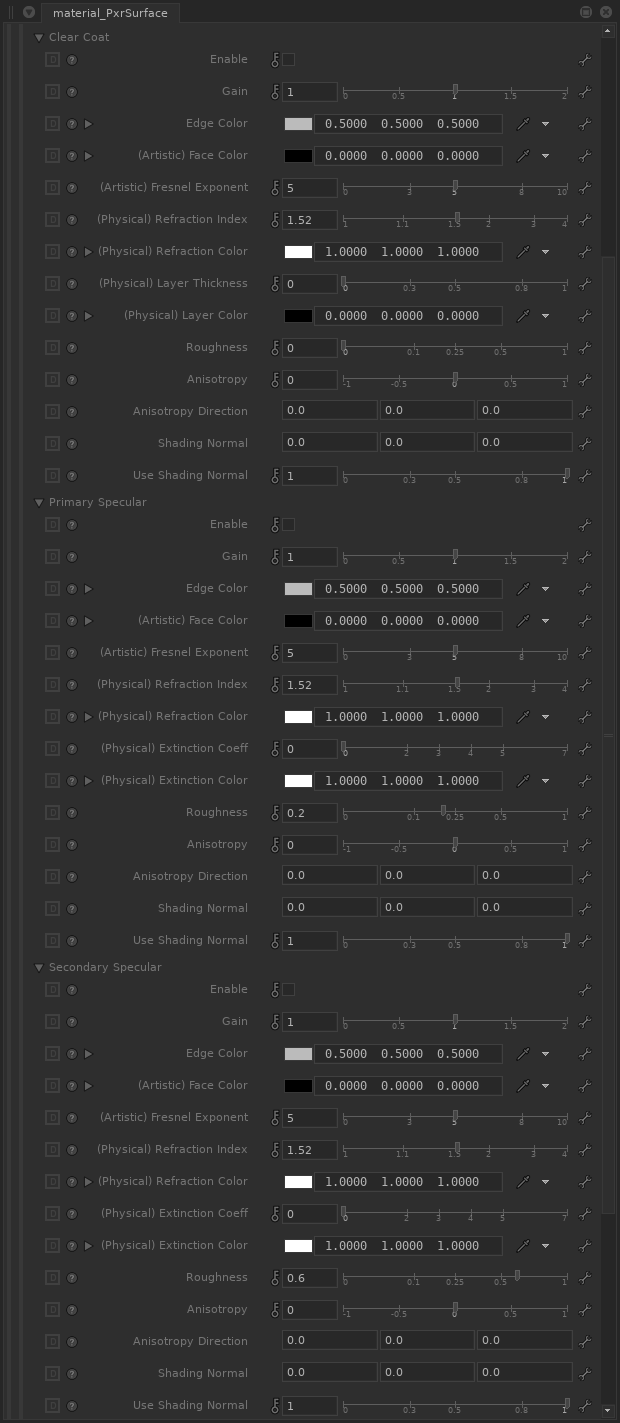 material_PxrSurface
Clear Coat
Enable
Gain 1 0 0.5 1 1.5 2
Edge Color 0.5000 0.5000 0.5000
(Artistic) Face Color 0.0000 0.0000 0.0000
(Artistic) Fresnel Exponent 5 0 3 5 8 10
(Physical) Refraction Index 1.52 1 1.1 1.5 2 3 4
(Physical) Refraction Color 1.0000 1.0000 1.0000
(Physical) Layer Thickness 0 0 0.3 0.5 0.8 1
(Physical) Layer Color 0.0000 0.0000 0.0000
Roughness 0 0 0.1 0.25 0.5 1
Anisotropy 0 -1 -0.5 0 0.5 1
Anisotropy Direction 0.0 0.0 0.0
Shading Normal 0.0 0.0 0.0
Use Shading Normal 1 0 0.3 0.5 0.8 1
Primary Specular
Enable
Gain 1 0 0.5 1 1.5 2
Edge Color 0.5000 0.5000 0.5000
(Artistic) Face Color 0.0000 0.0000 0.0000
(Artistic) Fresnel Exponent 5 0 3 5 8 10
(Physical) Refraction Index 1.52 1 1.1 1.5 2 3 4
(Physical) Refraction Color 1.0000 1.0000 1.0000
(Physical) Extinction Coeff 0 0 2 3 4 5 7
(Physical) Extinction Color 1.0000 1.0000 1.0000
Roughness 0.2 0 0.1 0.25 0.5 1
Anisotropy 0 -1 -0.5 0 0.5 1
Anisotropy Direction 0.0 0.0 0.0
Shading Normal 0.0 0.0 0.0
Use Shading Normal 1 0 0.3 0.5 0.8 1
Secondary Specular
Enable
Gain 1 0 0.5 1 1.5 2
Edge Color 0.5000 0.5000 0.5000
(Artistic) Face Color 0.0000 0.0000 0.0000
(Artistic) Fresnel Exponent 5 0 3 5 8 10
(Physical) Refraction Index 1.52 1 1.1 1.5 2 3 4
(Physical) Refraction Color 1.0000 1.0000 1.0000
(Physical) Extinction Coeff 0 0 2 3 4 5 7
(Physical) Extinction Color 1.0000 1.0000 1.0000
Roughness 0.6 0 0.1 0.25 0.5 1
Anisotropy 0 -1 -0.5 0 0.5 1
Anisotropy Direction 0.0 0.0 0.0
Shading Normal 0.0 0.0 0.0
Use Shading Normal 1 0 0.3 0.5 0.8 1